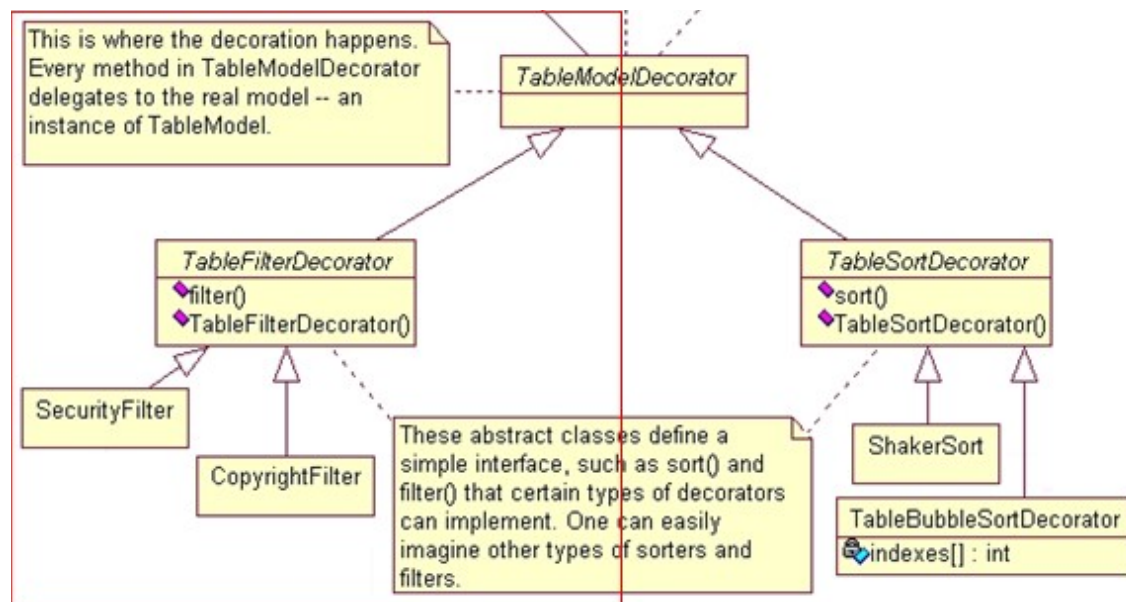 This is where the decoration happens.
Every method in TableModelDecorator
delegates to the real model -- an
instance of TableModel.
TableModelDecorator
TableFilterDecorator
filter()
TableFilterDecorator()
TableSortDecorator
sort()
TableSortDecorator()
SecurityFilter
CopyrightFilter
These abstract classes define a
simple interface, such as sort() and
filter() that certain types of decorators
can implement. One can easily
imagine other types of sorters and
filters.
ShakerSort
TableBubbleSortDecorator
indexes[] : int